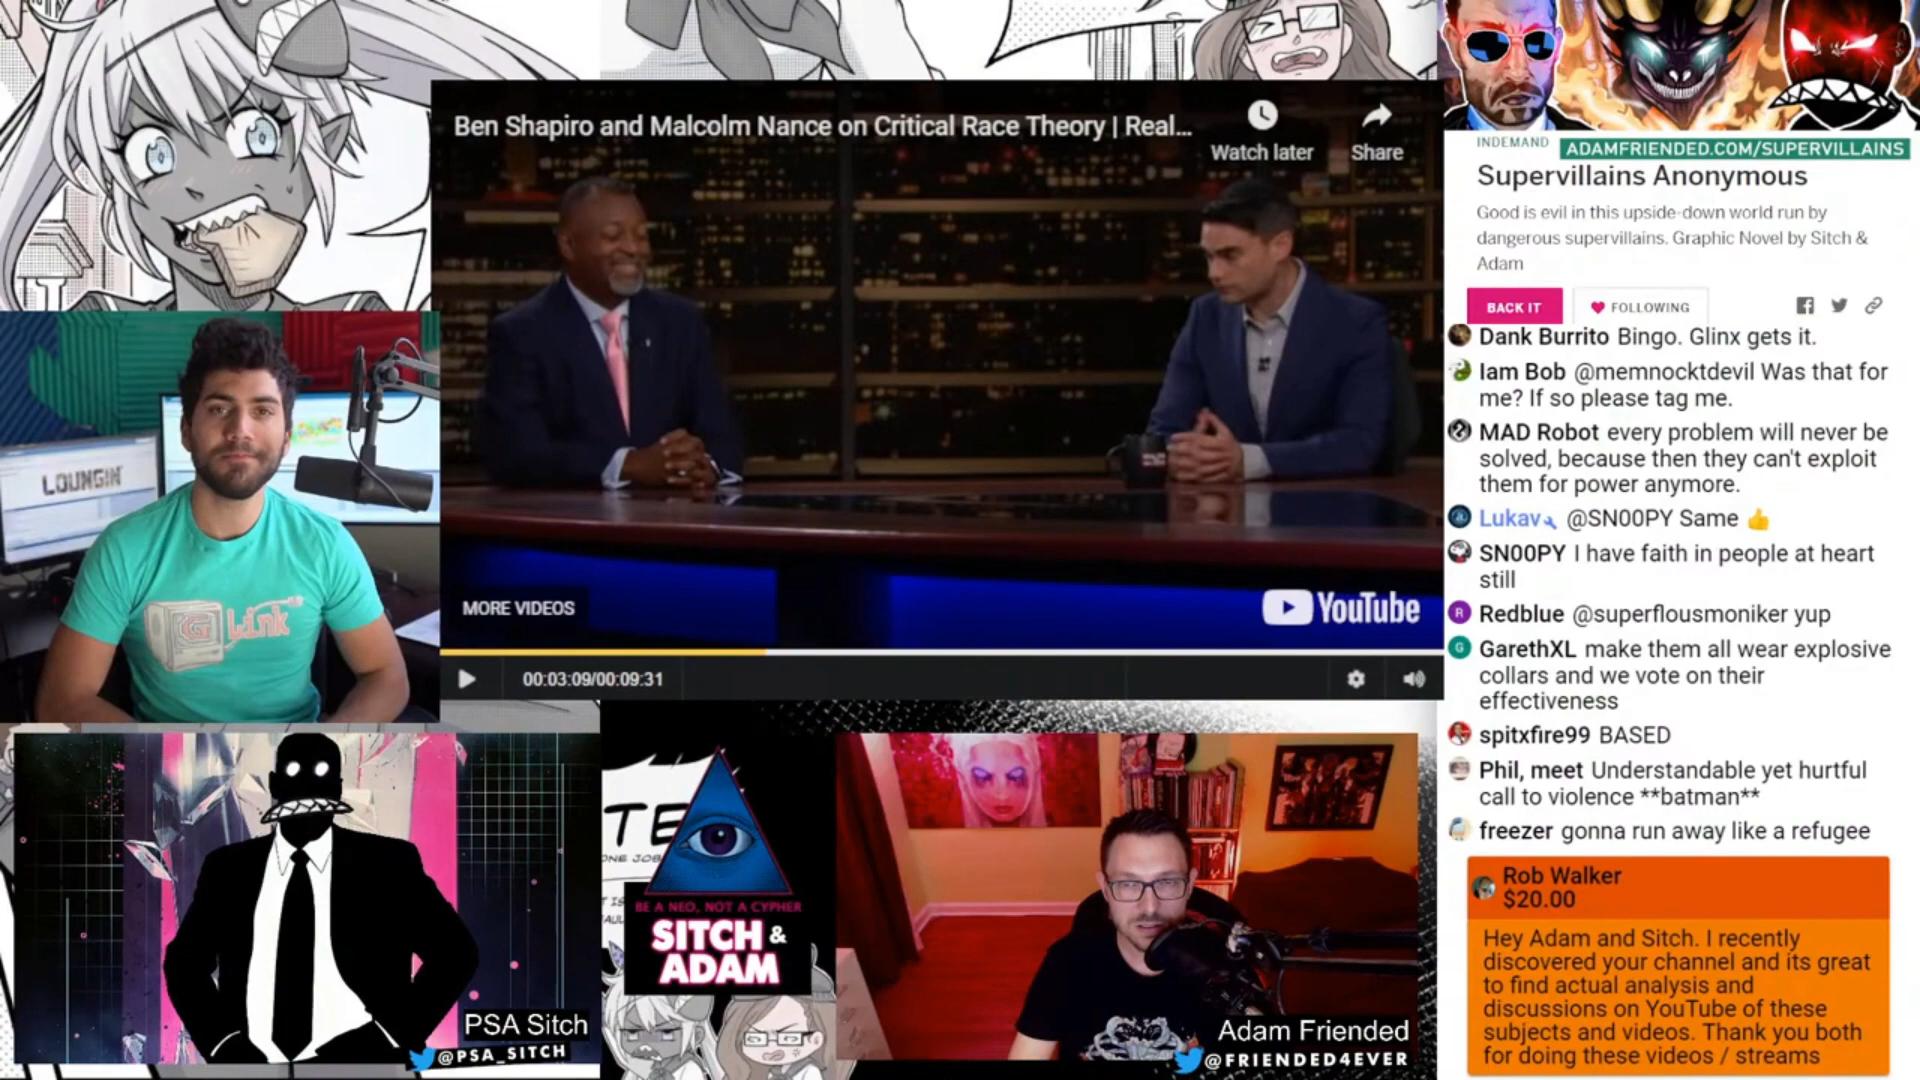 Ben Shapiro and Malcolm Nance on Critical Race Theory | Real...
Watch later
Share
MORE VIDEOS
YouTube
00:03:09/00:09:31
LOUNGIN'
G Link
BE A NEO, NOT A CYPHER
SITCH &
ADAM
PSA Sitch
@PSA_SITCH
Adam Friended
@FRIENDED4EVER
INDEMAND
ADAMFRIENDED.COM/SUPERVILLAINS
Supervillains Anonymous
Good is evil in this upside-down world run by
dangerous supervillains. Graphic Novel by Sitch &
Adam
BACK IT
FOLLOWING
Dank Burrito Bingo. Glinx gets it.
Iam Bob @memnocktdevil Was that for
me? If so please tag me.
MAD Robot every problem will never be
solved, because then they can't exploit
them for power anymore.
Lukav @SN00PY Same 👍
SN00PY I have faith in people at heart
still
Redblue @superflousmoniker yup
GarethXL make them all wear explosive
collars and we vote on their
effectiveness
spitxfire99 BASED
Phil, meet Understandable yet hurtful
call to violence **batman**
freezer gonna run away like a refugee
Rob Walker
$20.00
Hey Adam and Sitch. I recently
discovered your channel and its great
to find actual analysis and
discussions on YouTube of these
subjects and videos. Thank you both
for doing these videos / streams